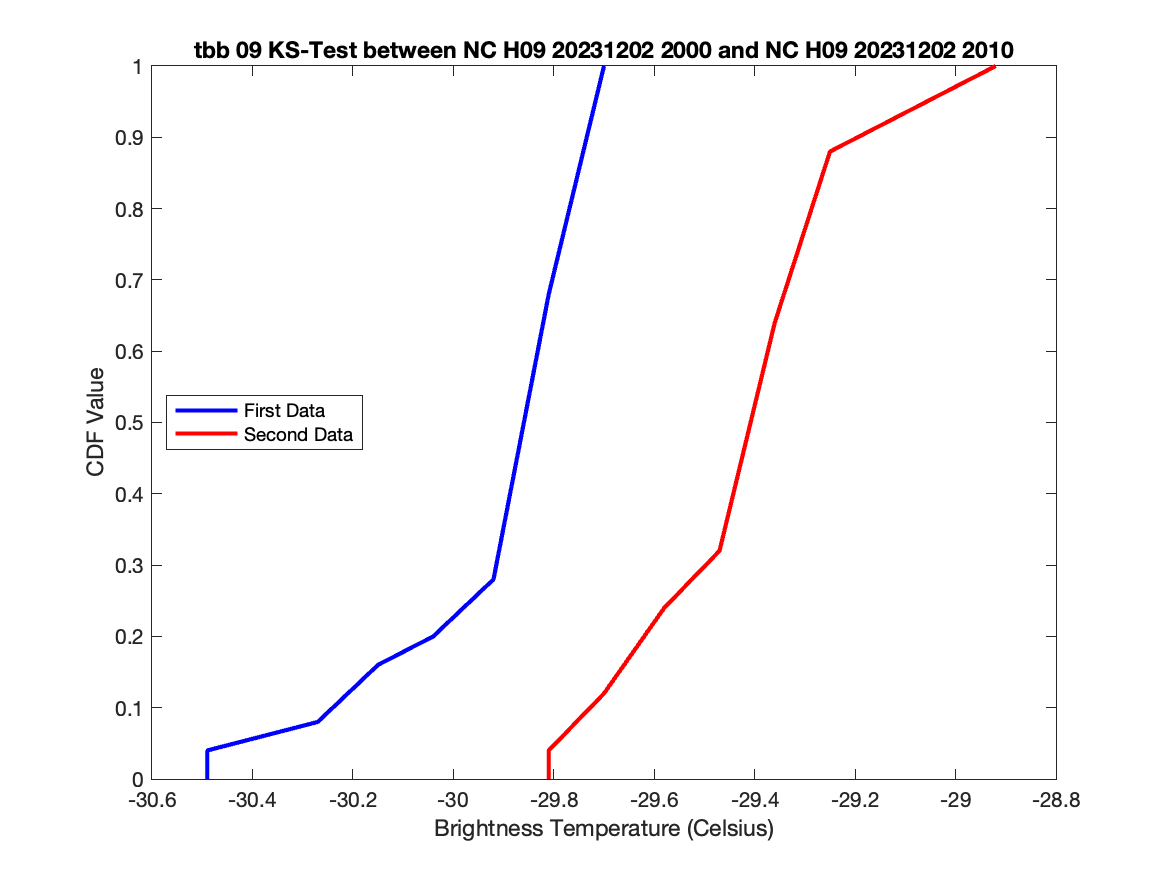 tbb 09 KS-Test between NC H09 20231202 2000 and NC H09 20231202 2010
1
0.9
0.8
0.7
0.6
0.5
0.4
0.3
0.2
0.1
0
CDF Value
First Data
Second Data
-30.6 -30.4 -30.2 -30 -29.8 -29.6 -29.4 -29.2 -29 -28.8
Brightness Temperature (Celsius)